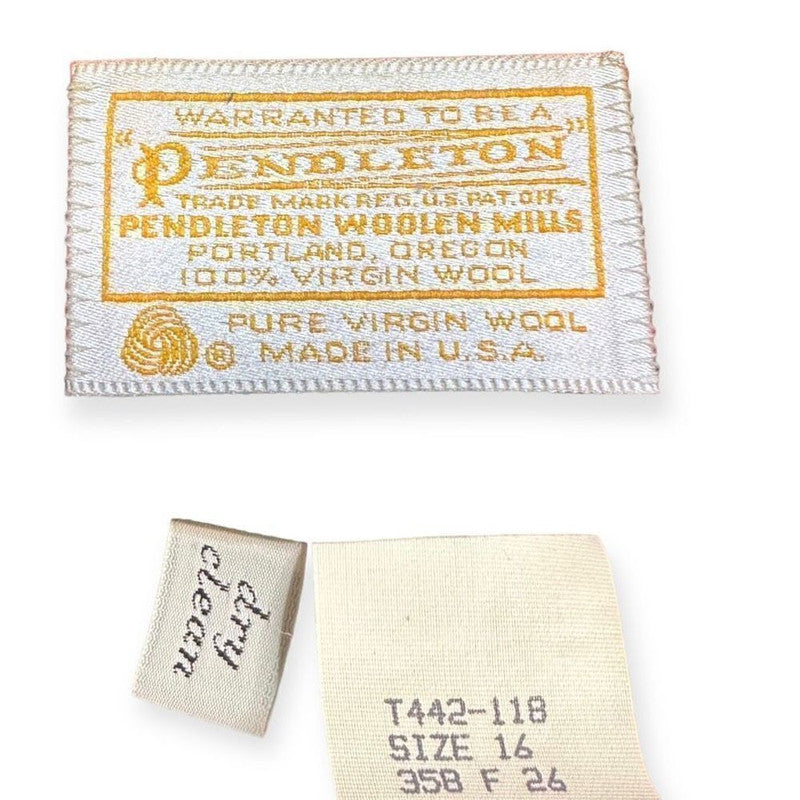 WARRANTED TO BE A
"PENDLETON"
TRADE MARK REG. U.S. PAT. OFF.
PENDLETON WOOLEN MILLS
PORTLAND, OREGON
100% VIRGIN WOOL
PURE VIRGIN WOOL
® MADE IN U.S.A.
dry
clean
T442-118
SIZE 16
358 F 26